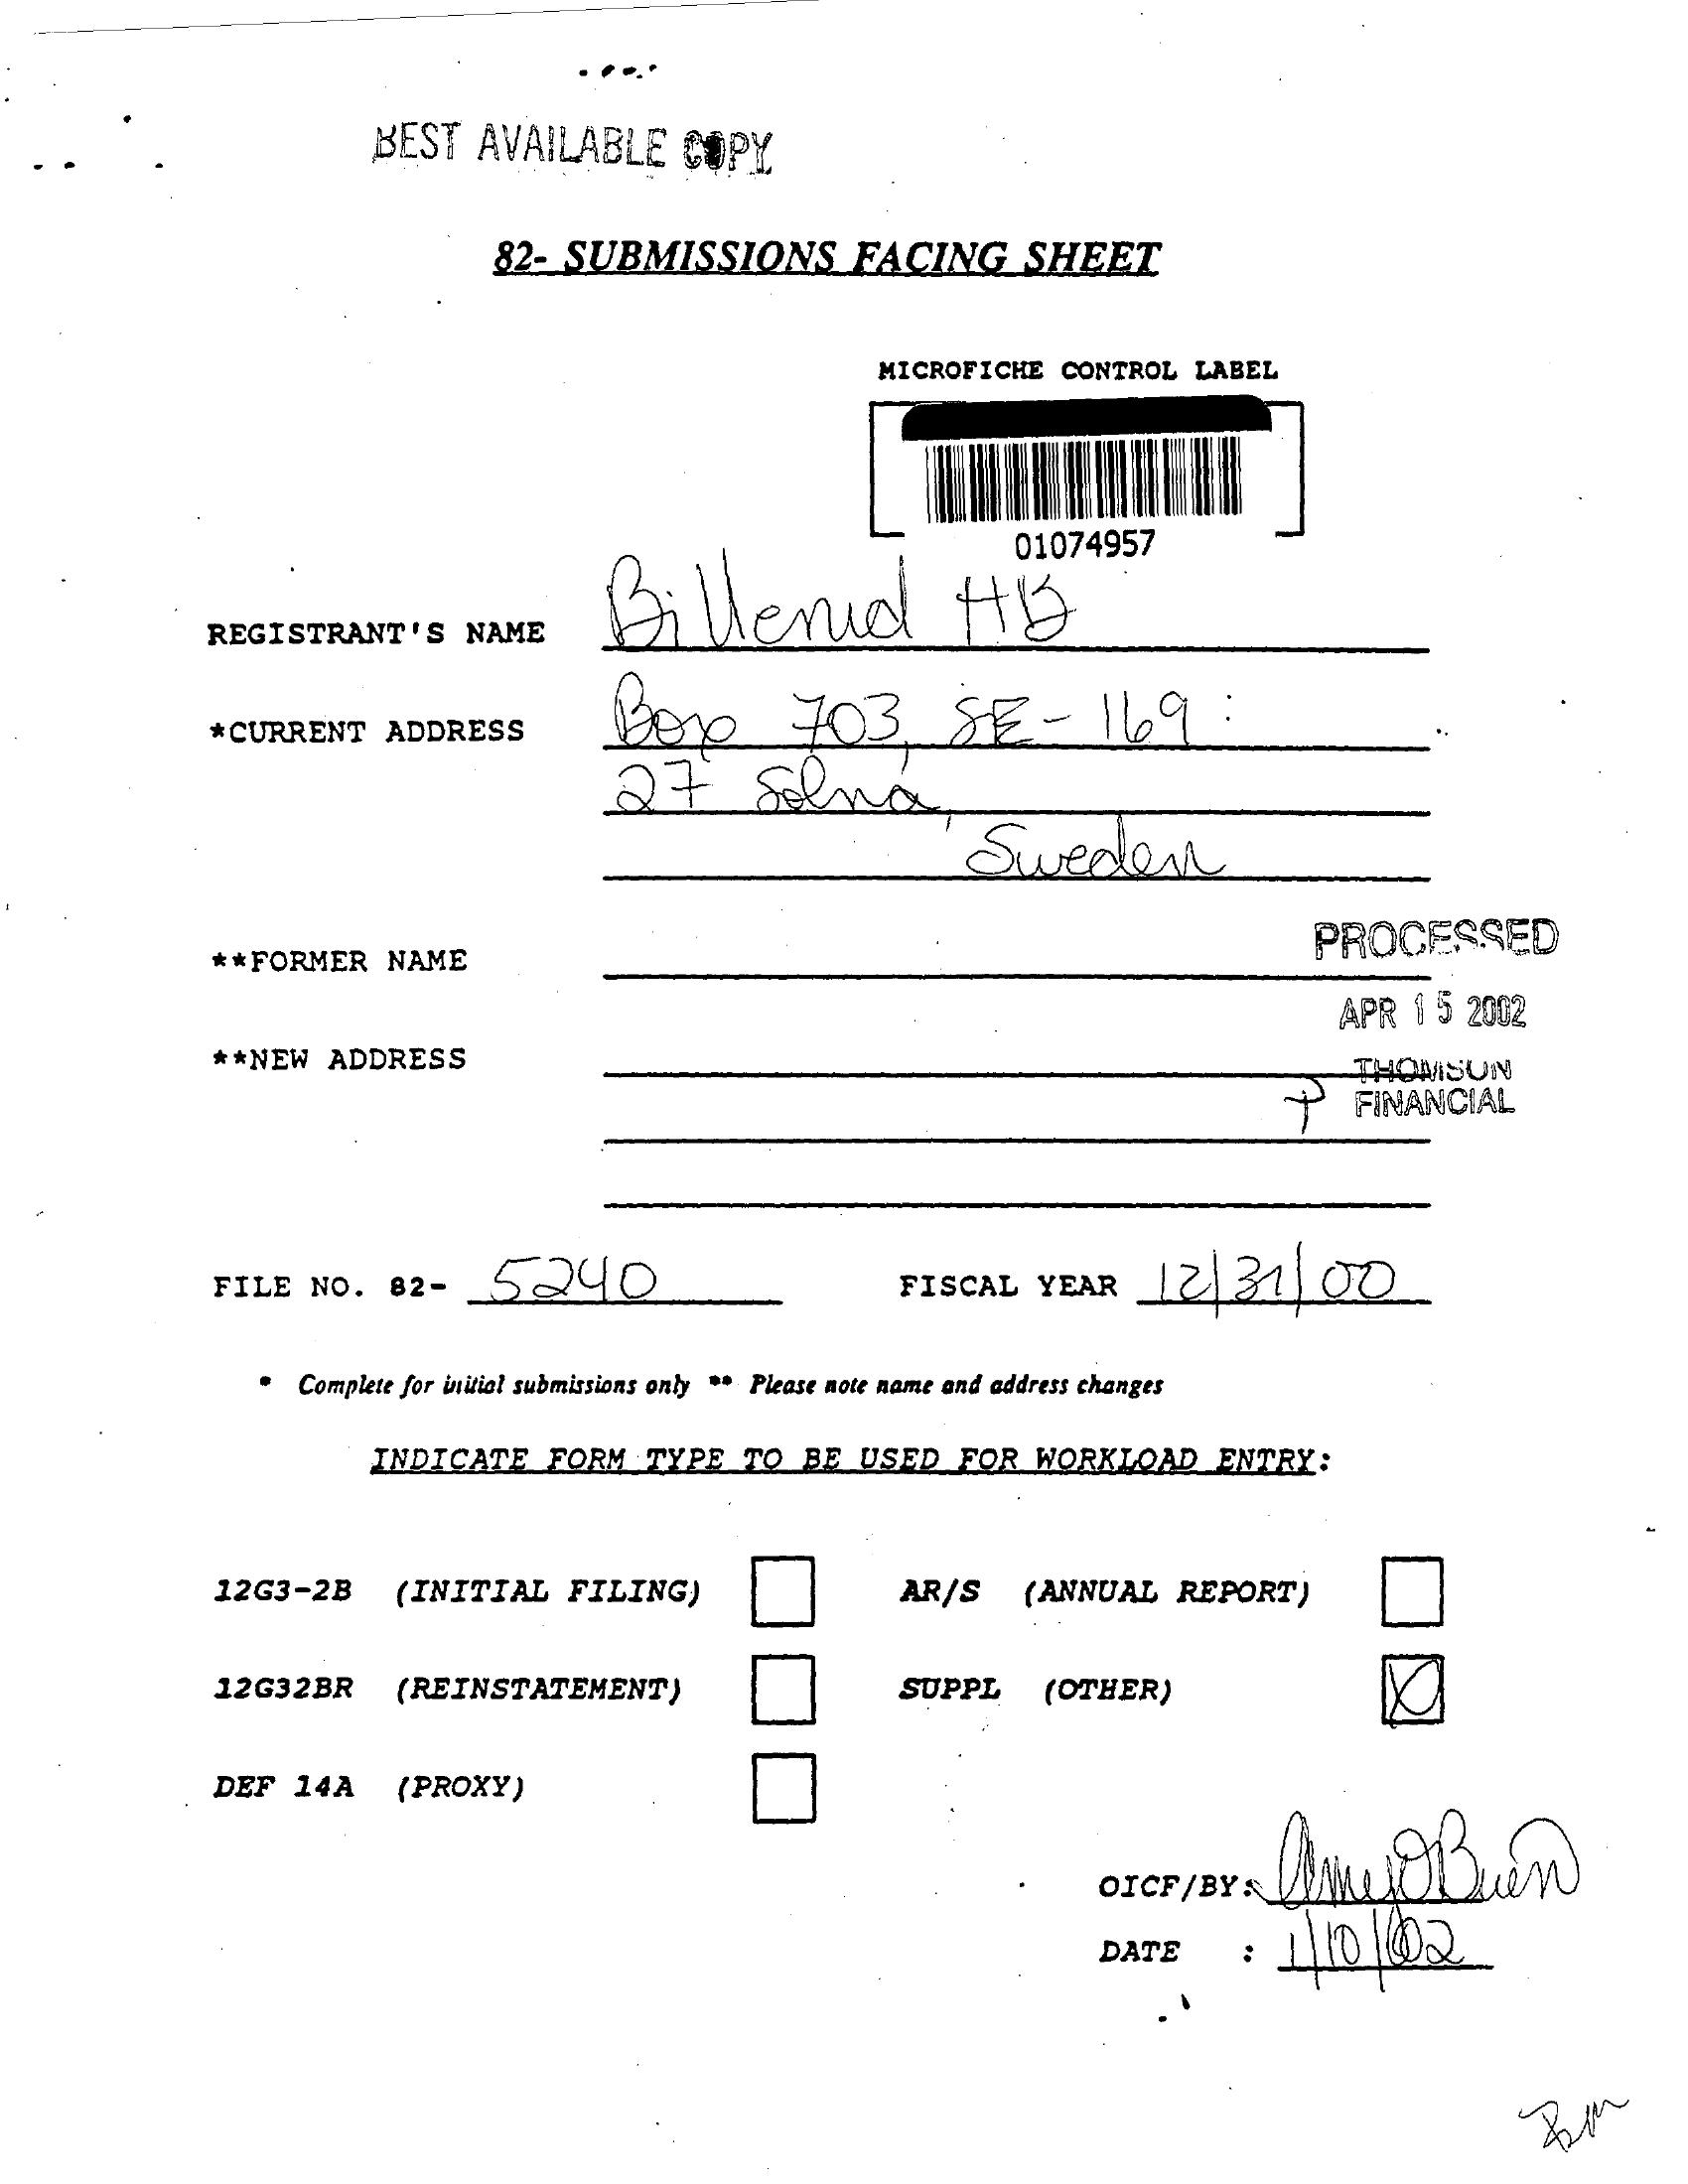 BEST AVAILABLE COPY
82- SUBMISSIONS FACING SHEET
MICROFICHE CONTROL LABEL
01074957
REGISTRANT'S NAME Billerud HB
*CURRENT ADDRESS Box 703, SE-169
27 Solna,
Sweden
**FORMER NAME
PROCESSED
APR 15 2002
**NEW ADDRESS
THOMSON
FINANCIAL
FILE NO. 82- 5240 FISCAL YEAR 12/31/00
* Complete for initial submissions only ** Please note name and address changes
INDICATE FORM TYPE TO BE USED FOR WORKLOAD ENTRY:
12G3-2B (INITIAL FILING) AR/S (ANNUAL REPORT)
12G32BR (REINSTATEMENT) SUPPL (OTHER)
DEF 14A (PROXY)
OICF/BY: Amy O'Brien
DATE : 1/10/02